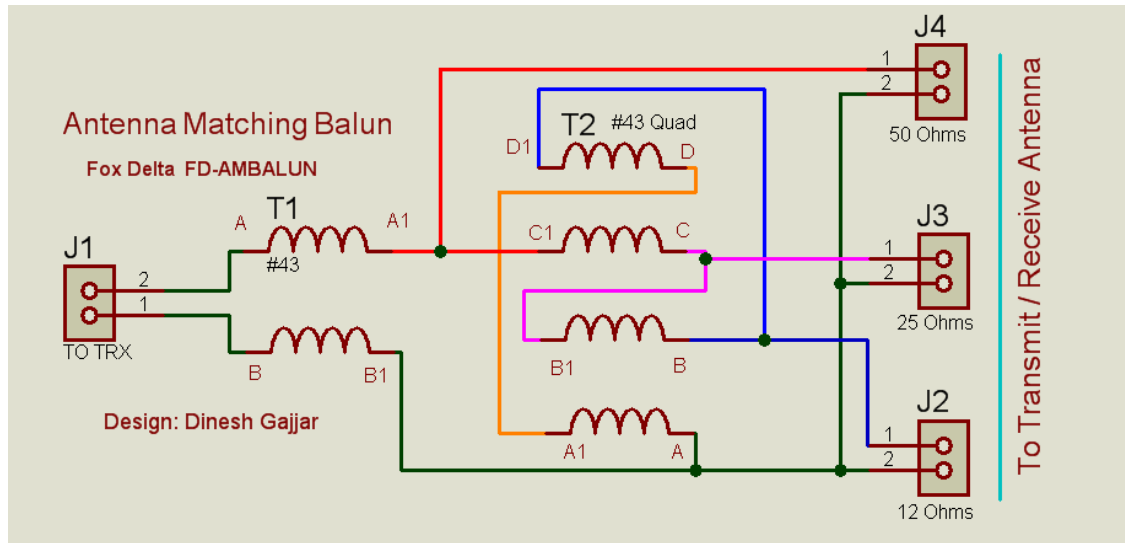 Antenna Matching Balun
Fox Delta FD-AMBALUN
J1
2
1
TO TRX
A
T1
#43
A1
B
B1
Design: Dinesh Gajjar
T2
#43 Quad
D1
D
C1
C
B1
B
A1
A
J4
1
2
50 Ohms
J3
1
2
25 Ohms
J2
1
2
12 Ohms
To Transmit / Receive Antenna